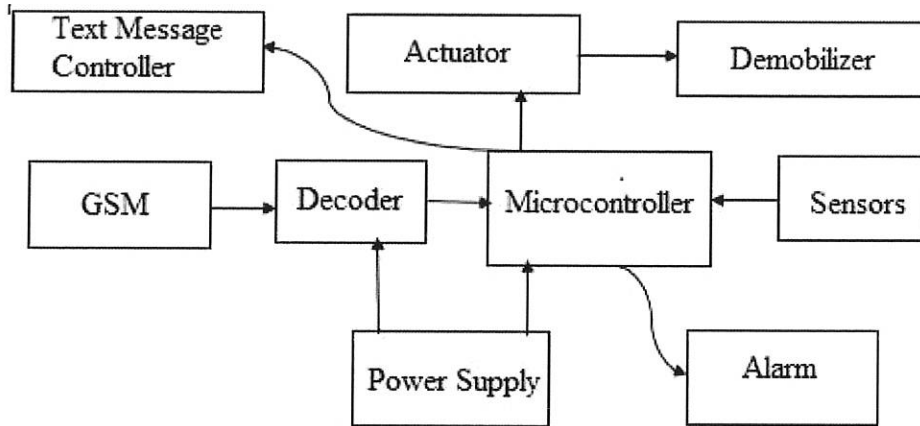 Text Message
Controller
Actuator
Demobilizer
GSM
Decoder
Microcontroller
Sensors
Power Supply
Alarm